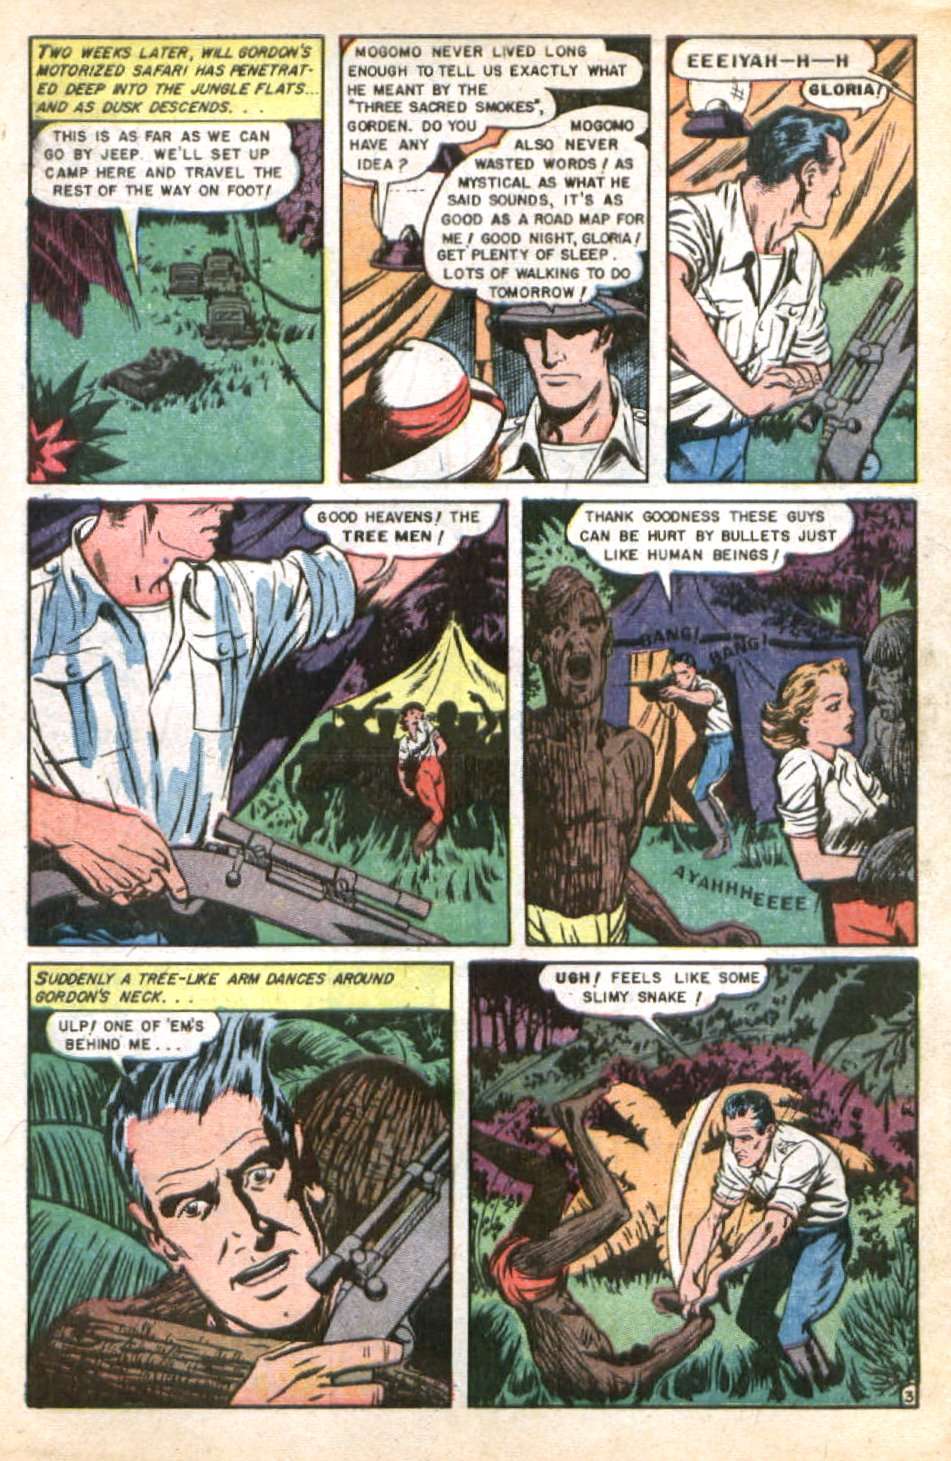 TWO WEEKS LATER, WILL GORDON'S
MOTORIZED SAFARI HAS PENETRAT-
ED DEEP INTO THE JUNGLE FLATS...
AND AS DUSK DESCENDS. . .
THIS IS AS FAR AS WE CAN
GO BY JEEP. WE'LL SET UP
CAMP HERE AND TRAVEL THE
REST OF THE WAY ON FOOT!
MOGOMO NEVER LIVED LONG
ENOUGH TO TELL US EXACTLY WHAT
HE MEANT BY THE
"THREE SACRED SMOKES",
GORDEN. DO YOU
HAVE ANY
IDEA?
MOGOMO
ALSO NEVER
WASTED WORDS! AS
MYSTICAL AS WHAT HE
SAID SOUNDS, IT'S AS
GOOD AS A ROAD MAP FOR
ME! GOOD NIGHT, GLORIA!
GET PLENTY OF SLEEP.
LOTS OF WALKING TO DO
TOMORROW!
EEEIYAH-H-H
GLORIA!
GOOD HEAVENS! THE
TREE MEN!
THANK GOODNESS THESE GUYS
CAN BE HURT BY BULLETS JUST
LIKE HUMAN BEINGS!
BANG!
BANG!
AYAHHHEEEE!
SUDDENLY A TREE-LIKE ARM DANCES AROUND
GORDON'S NECK. . .
ULP! ONE OF 'EM'S
BEHIND ME...
UGH! FEELS LIKE SOME
SLIMY SNAKE!
3